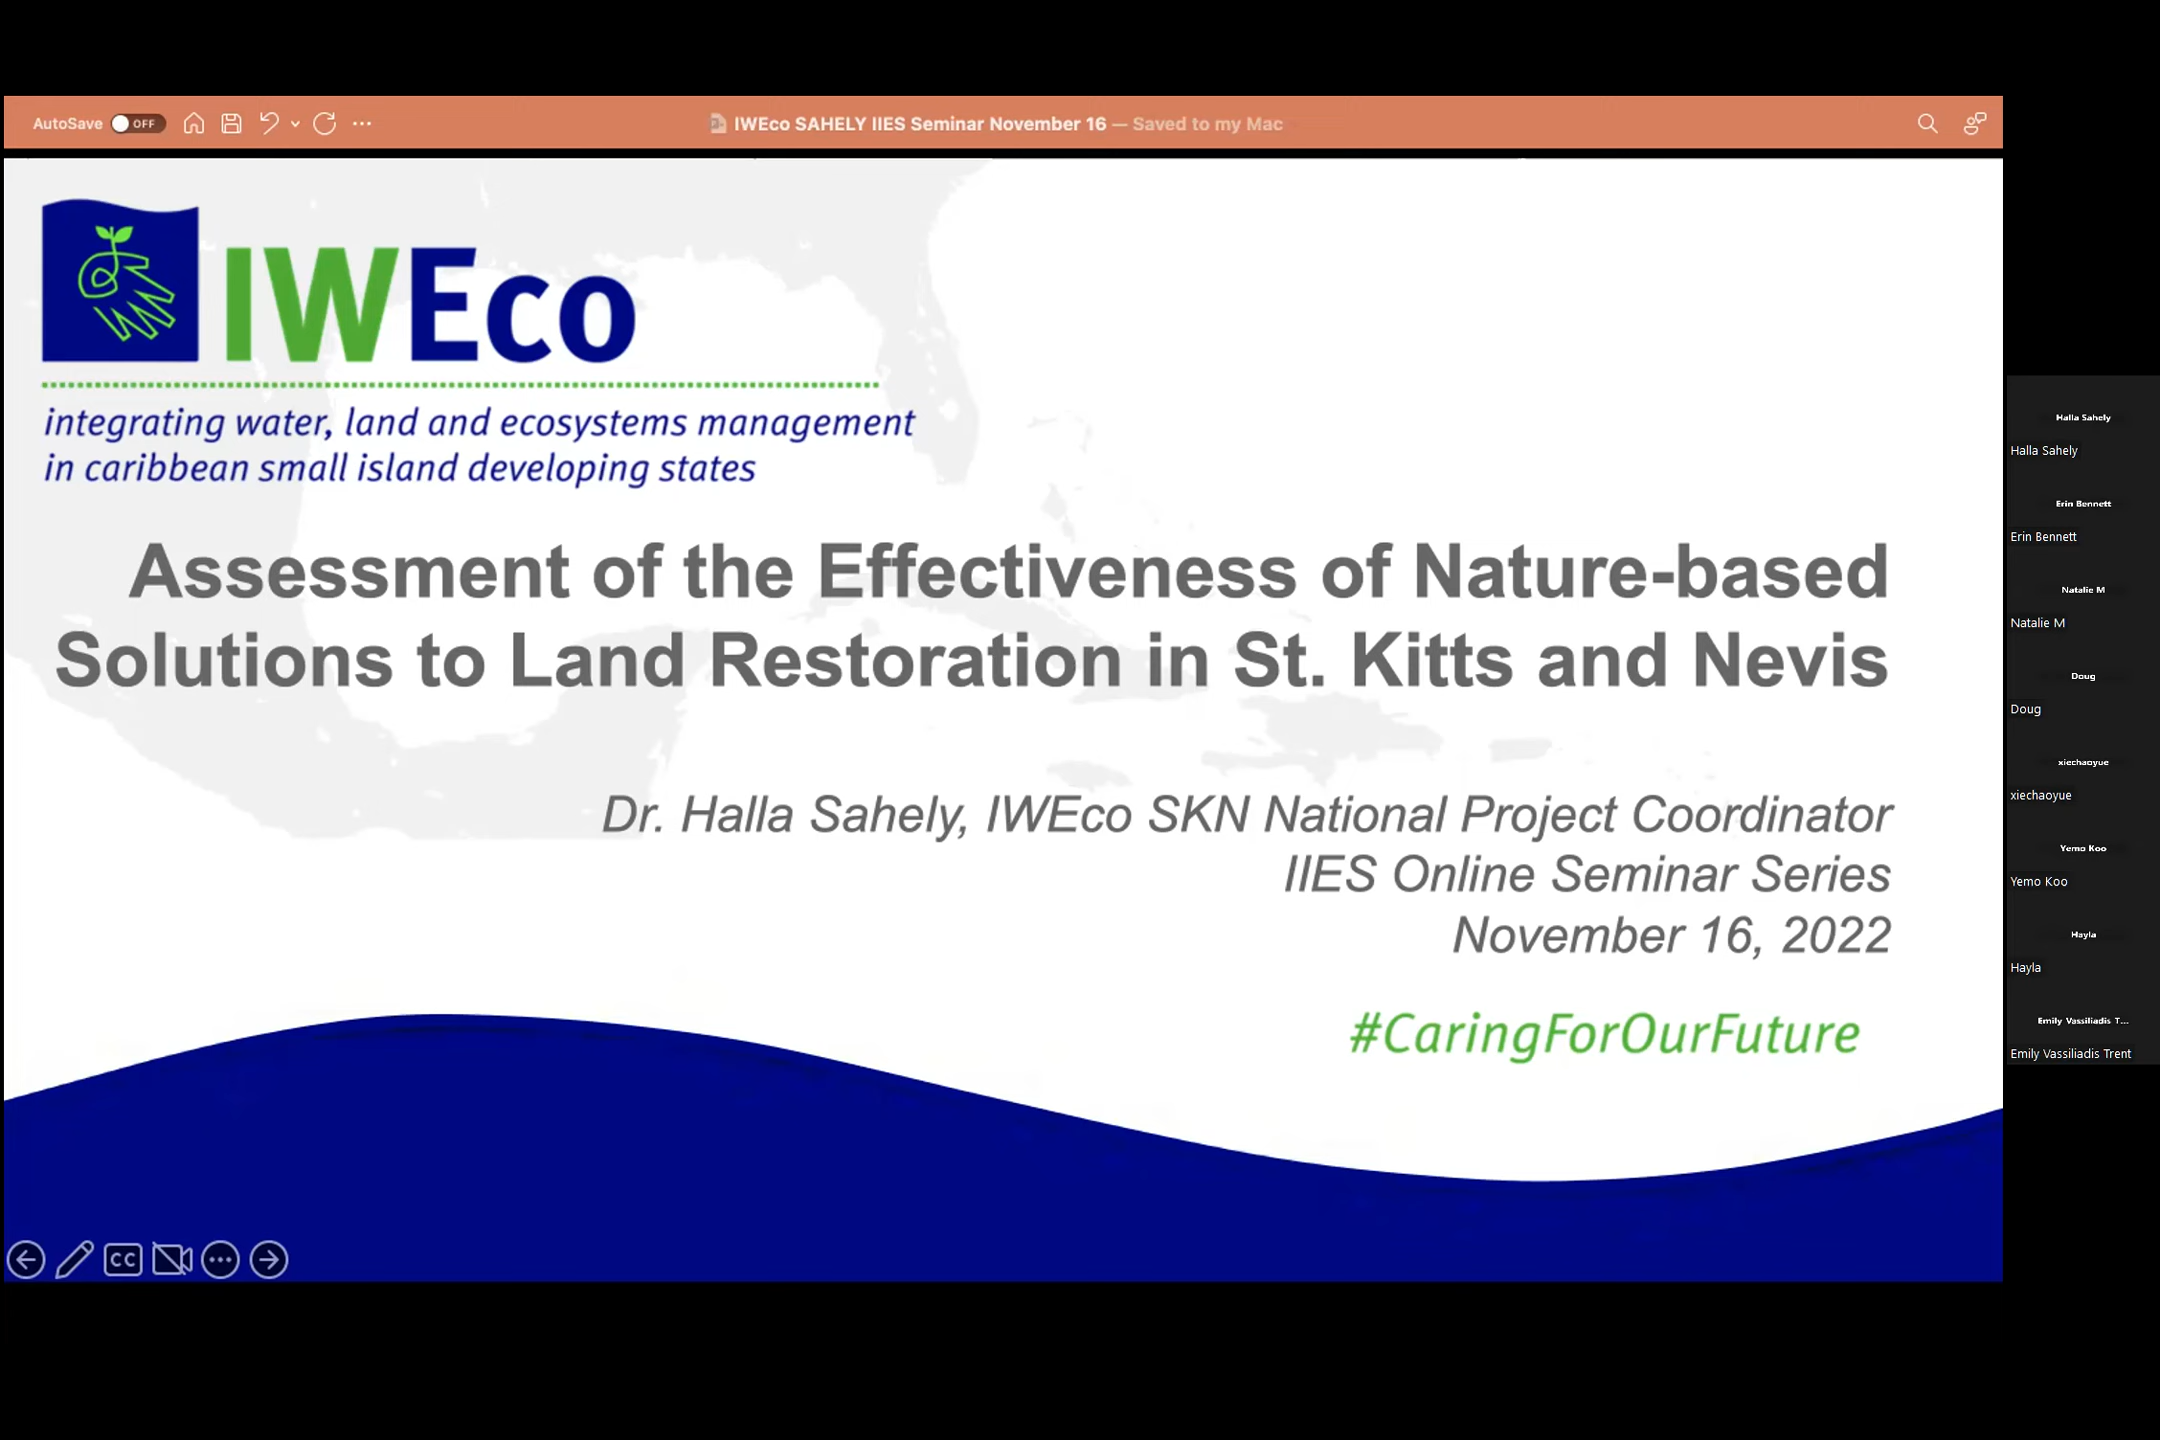 AutoSave OFF
IWEco SAHELY IIES Seminar November 16 — Saved to my Mac
IWEco
integrating water, land and ecosystems management
in caribbean small island developing states
Assessment of the Effectiveness of Nature-based
Solutions to Land Restoration in St. Kitts and Nevis
Dr. Halla Sahely, IWEco SKN National Project Coordinator
IIES Online Seminar Series
November 16, 2022
#CaringForOurFuture
CC
Halla Sahely
Halla Sahely
Erin Bennett
Erin Bennett
Natalie M
Natalie M
Doug
Doug
xiechaoyue
xiechaoyue
Yemo Koo
Yemo Koo
Hayla
Hayla
Emily Vassiliadis T...
Emily Vassiliadis Trent